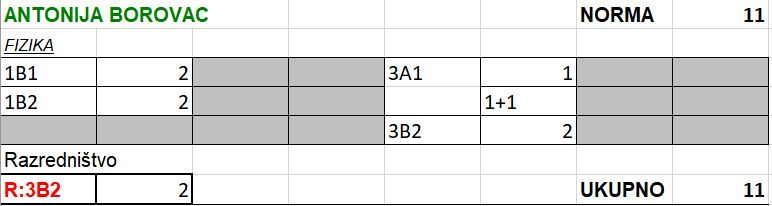 ANTONIJA BOROVAC NORMA 11
FIZIKA
1B1 2 3A1 1
1B2 2 1+1
3B2 2
Razredništvo
R:3B2 2 UKUPNO 11